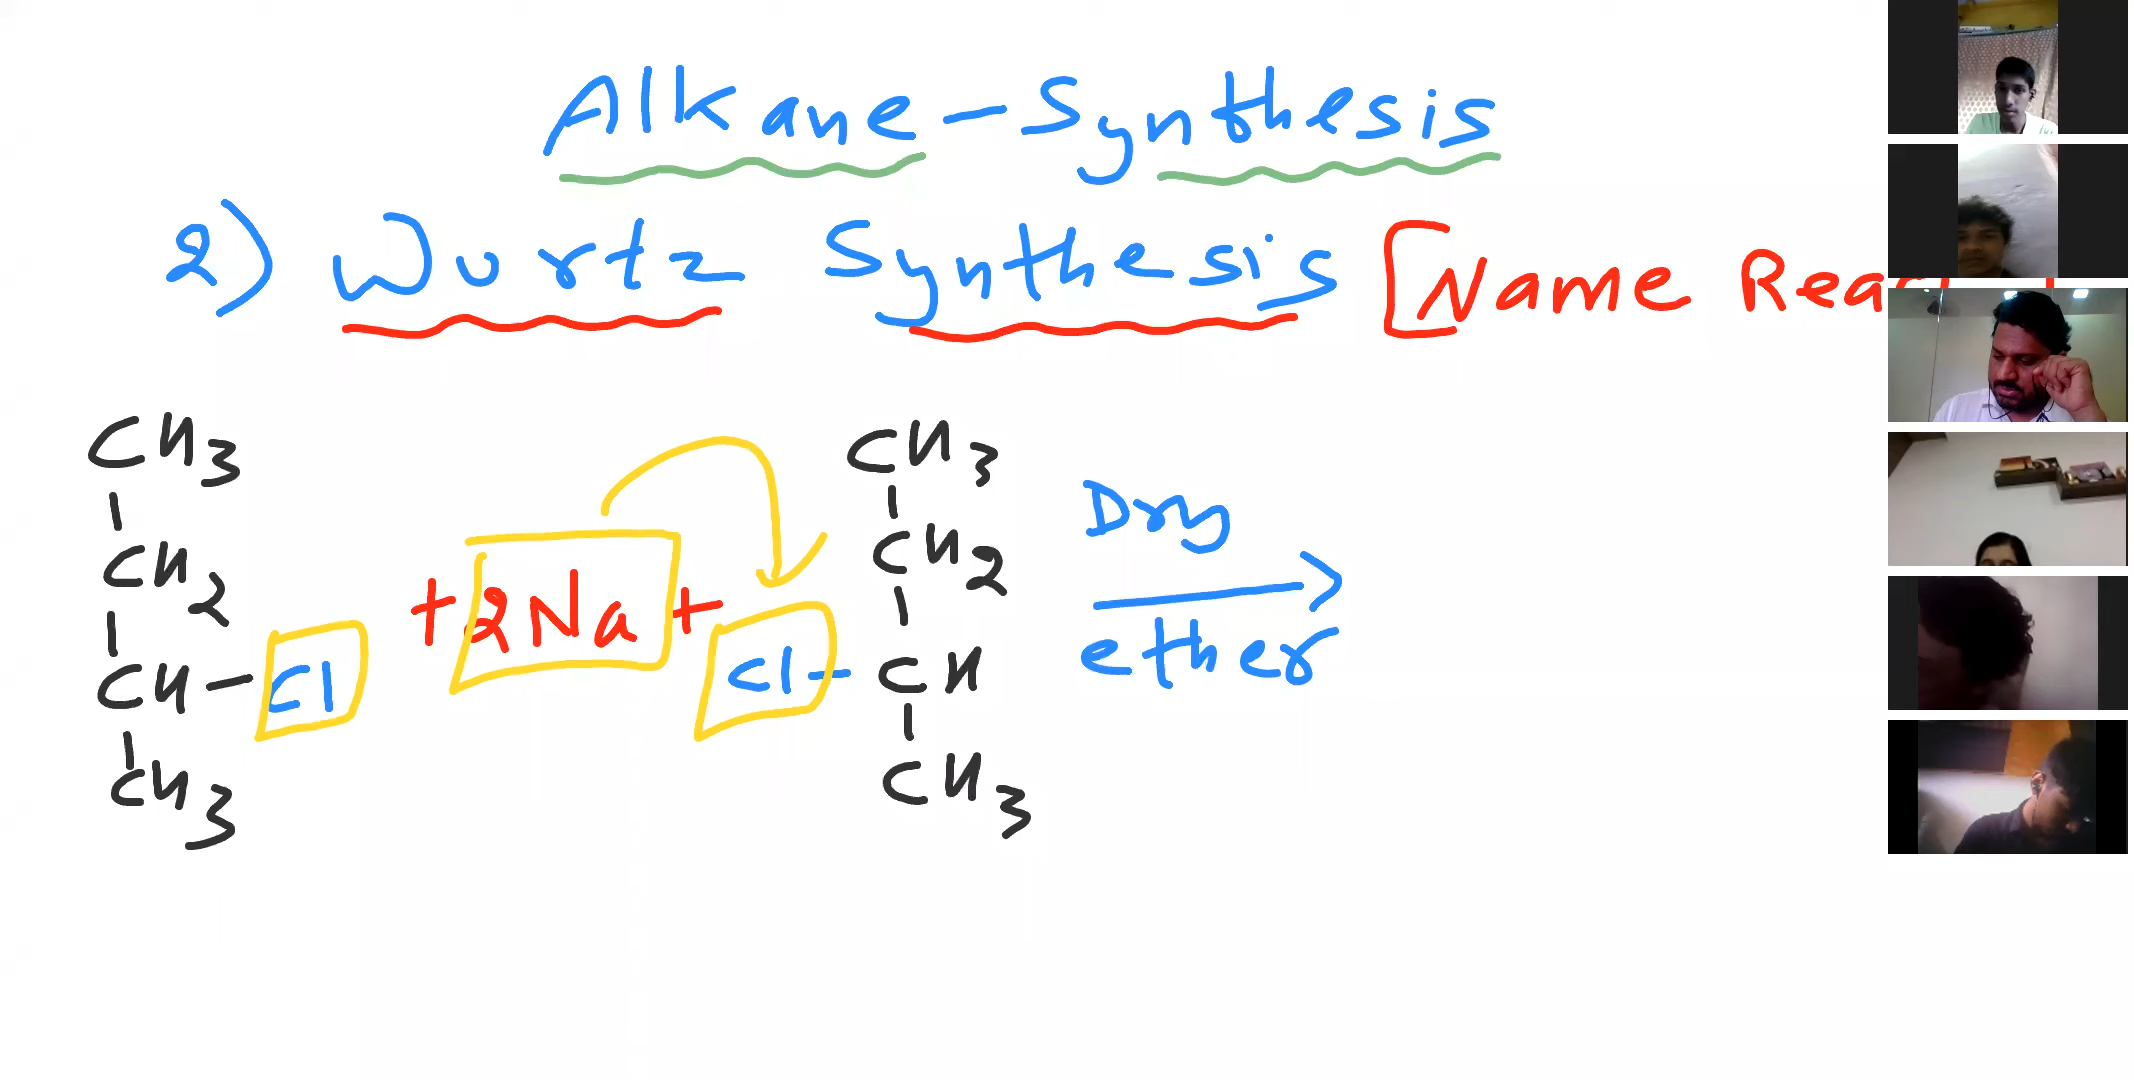 Alkane-Synthesis
2) Wurtz Synthesis [Name
CH3 CH3
CH2 CH2 Dry
+2Na+
CH-Cl Cl-CH ether
CH3 CH3